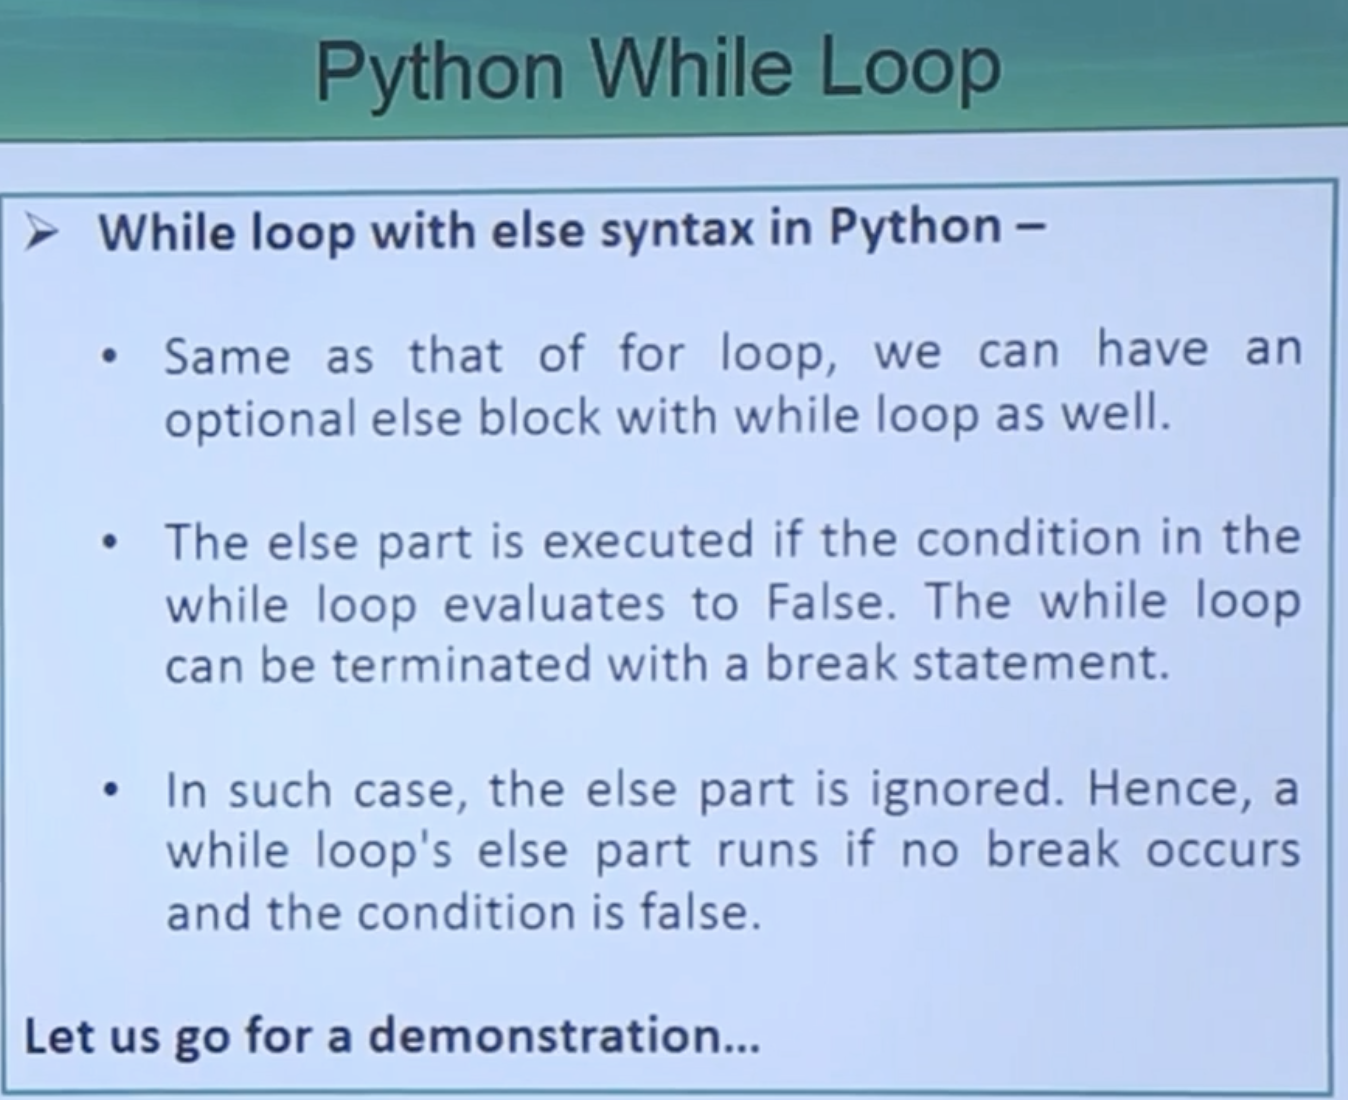 Python While Loop
➢ While loop with else syntax in Python –
• Same as that of for loop, we can have an
optional else block with while loop as well.
• The else part is executed if the condition in the
while loop evaluates to False. The while loop
can be terminated with a break statement.
• In such case, the else part is ignored. Hence, a
while loop's else part runs if no break occurs
and the condition is false.
Let us go for a demonstration...